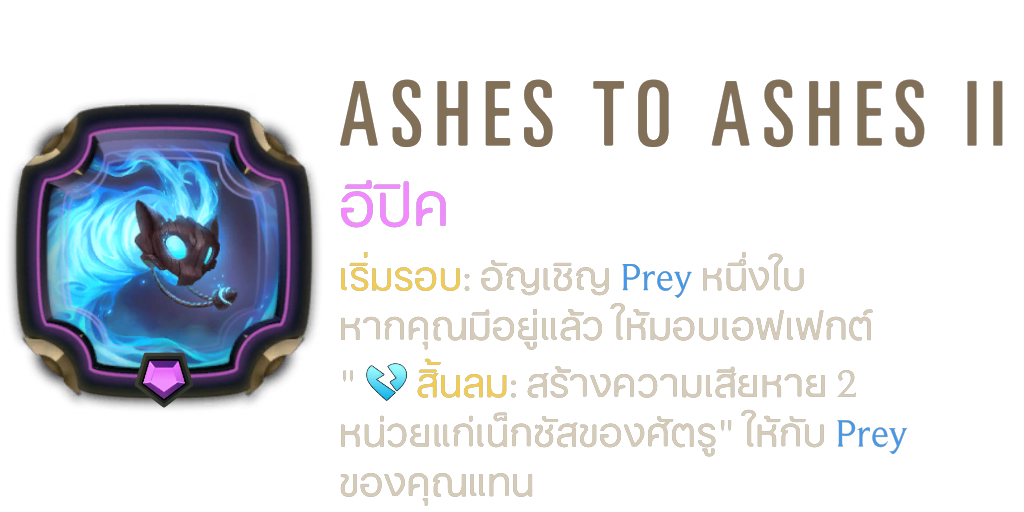 ASHES TO ASHES II
อีปิค
เริ่มรอบ: อัญเชิญ Prey หนึ่งใบ
หากคุณมีอยู่แล้ว ให้มอบเอฟเฟกต์
" สิ้นลม: สร้างความเสียหาย 2
หน่วยแก่เน็กซัสของศัตรู" ให้กับ Prey
ของคุณแทน